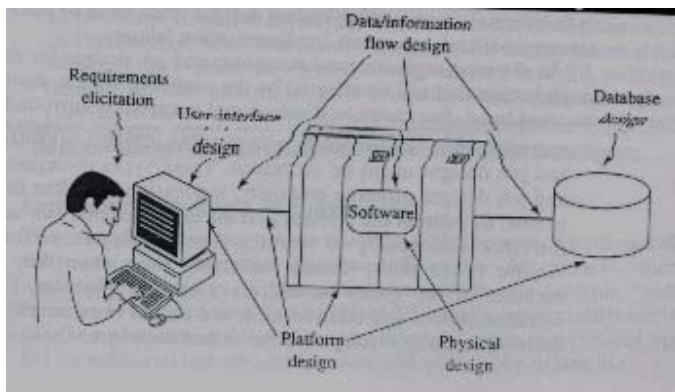 Data/information
flow design
Requirements
elicitation
User-interface
design
Database
design
Software
Platform
design
Physical
design